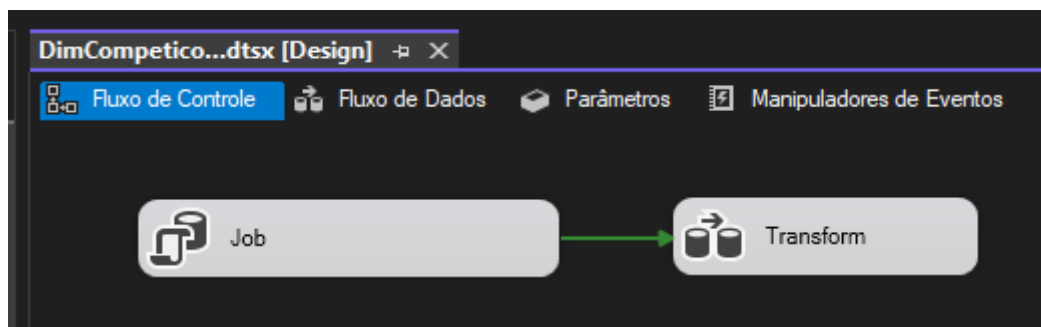 DimCompetico...dtsx [Design]
Fluxo de Controle Fluxo de Dados Parâmetros Manipuladores de Eventos
Job Transform